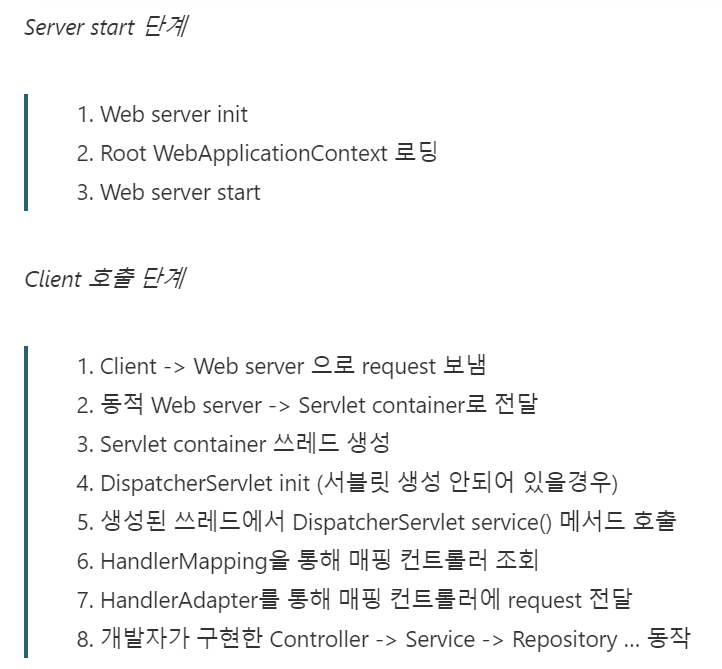 Server start 단계
1. Web server init
2. Root WebApplicationContext 로딩
3. Web server start
Client 호출 단계
1. Client -> Web server 으로 request 보냄
2. 동적 Web server -> Servlet container로 전달
3. Servlet container 쓰레드 생성
4. DispatcherServlet init (서블릿 생성 안되어 있을경우)
5. 생성된 쓰레드에서 DispatcherServlet service() 메서드 호출
6. HandlerMapping을 통해 매핑 컨트롤러 조회
7. HandlerAdapter를 통해 매핑 컨트롤러에 request 전달
8. 개발자가 구현한 Controller -> Service -> Repository ... 동작